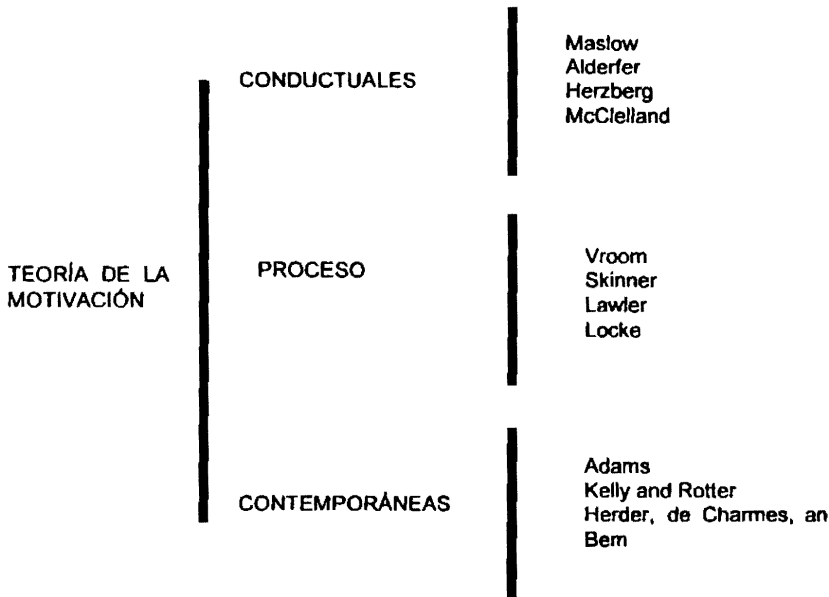 CONDUCTUALES
Maslow
Alderfer
Herzberg
McClelland
TEORÍA DE LA
MOTIVACIÓN
PROCESO
Vroom
Skinner
Lawler
Locke
CONTEMPORÁNEAS
Adams
Kelly and Rotter
Herder, de Charmes, an
Bem